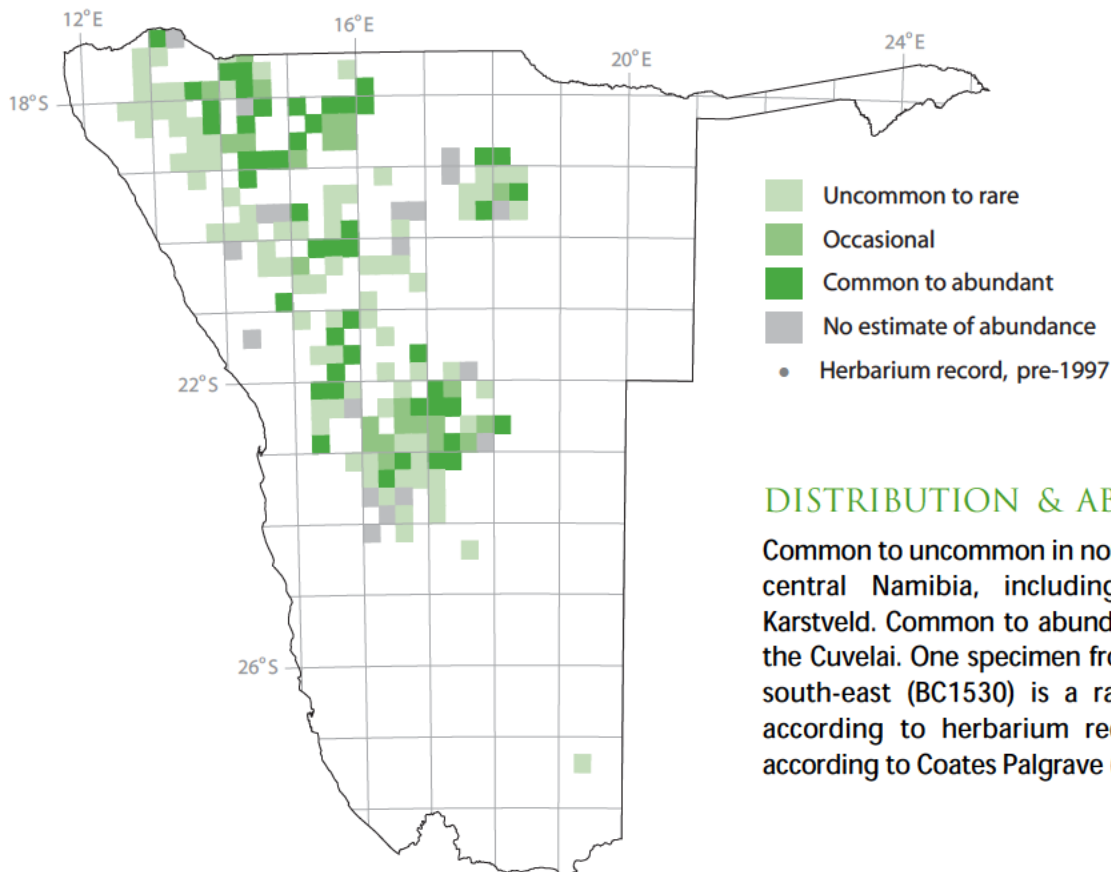 12°E
16°E
20°E
24°E
18°S
22°S
26°S
Uncommon to rare
Occasional
Common to abundant
No estimate of abundance
Herbarium record, pre-1997
DISTRIBUTION & AB
Common to uncommon in no
central Namibia, including
Karstveld. Common to abund
the Cuvelai. One specimen fro
south-east (BC1530) is a ra
according to herbarium re
according to Coates Palgrave